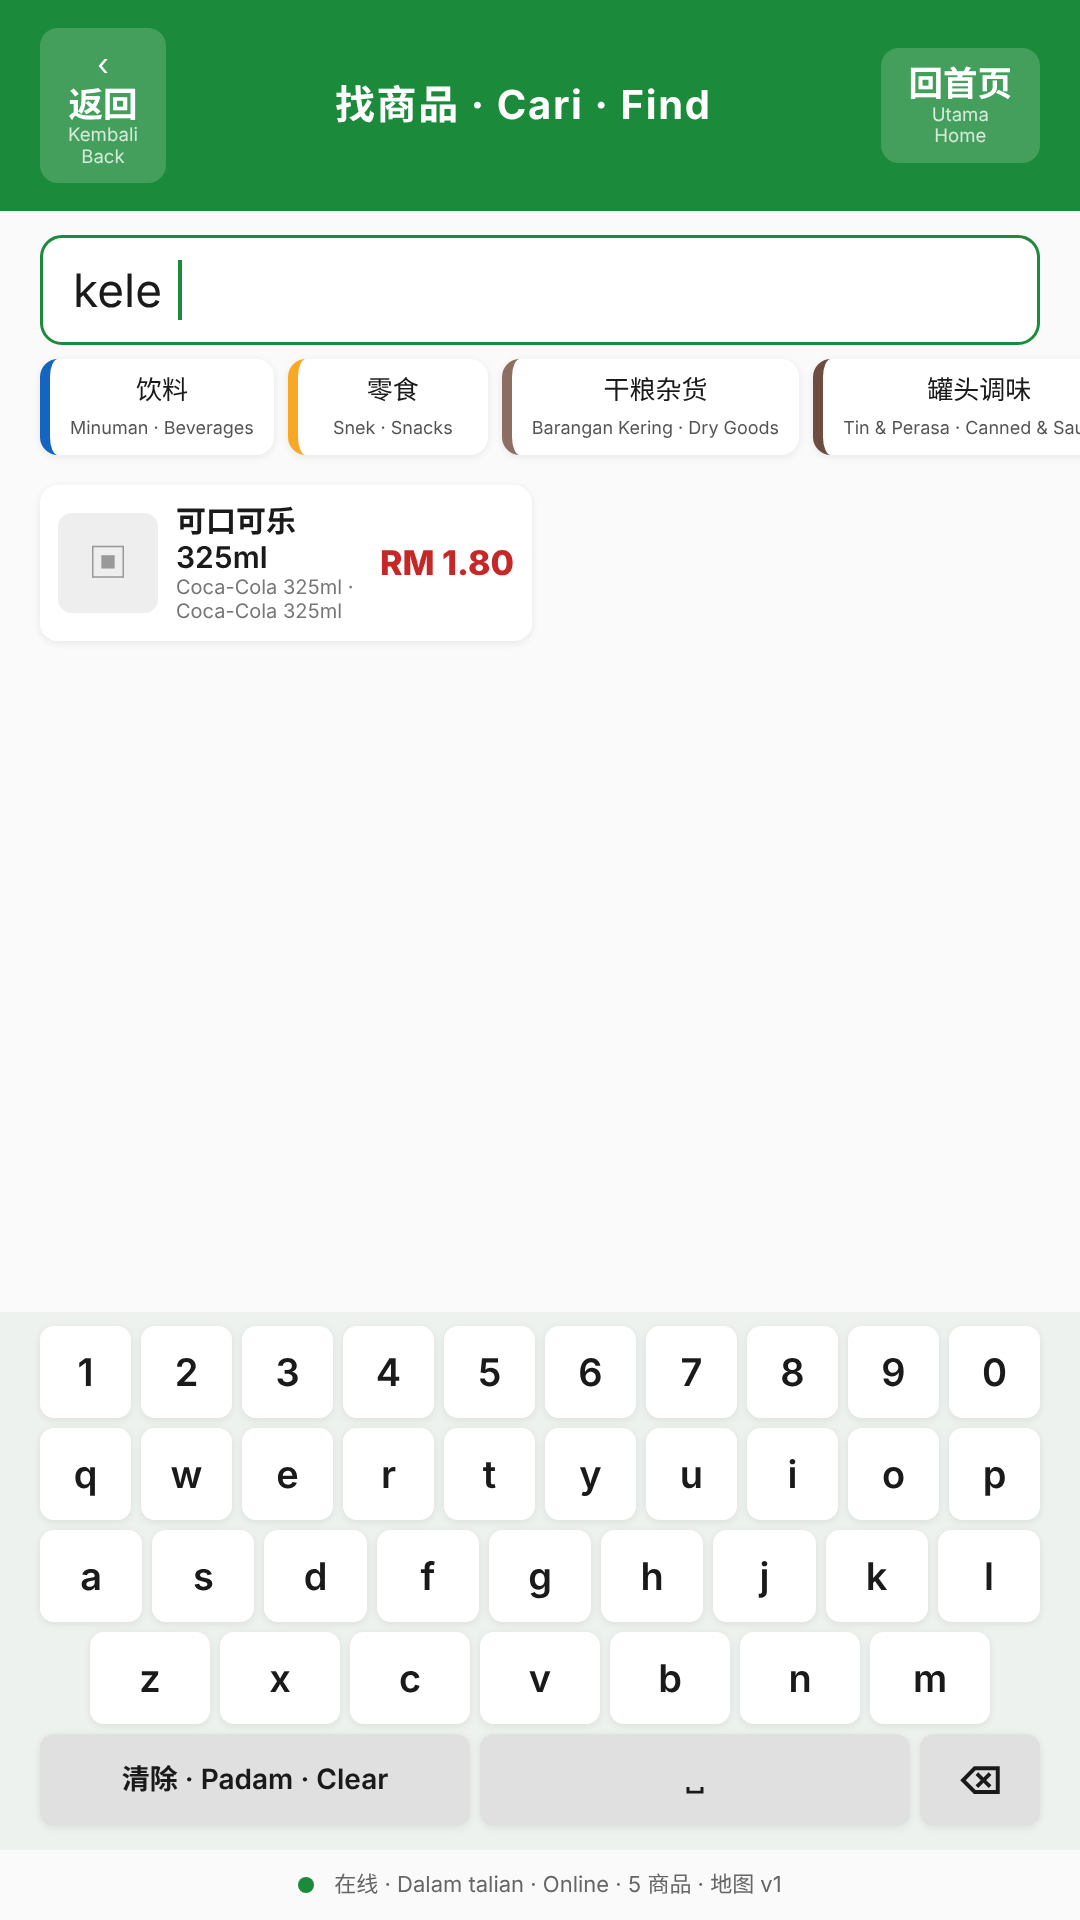 ‹
返回
Kembali
Back
找商品 · Cari · Find
回首页
Utama
Home
kele
饮料
Minuman · Beverages
零食
Snek · Snacks
干粮杂货
Barangan Kering · Dry Goods
罐头调味
Tin & Perasa · Canned & Sau
可口可乐
325ml
Coca-Cola 325ml ·
Coca-Cola 325ml
RM 1.80
1 2 3 4 5 6 7 8 9 0
q w e r t y u i o p
a s d f g h j k l
z x c v b n m
清除 · Padam · Clear
在线 · Dalam talian · Online · 5 商品 · 地图 v1